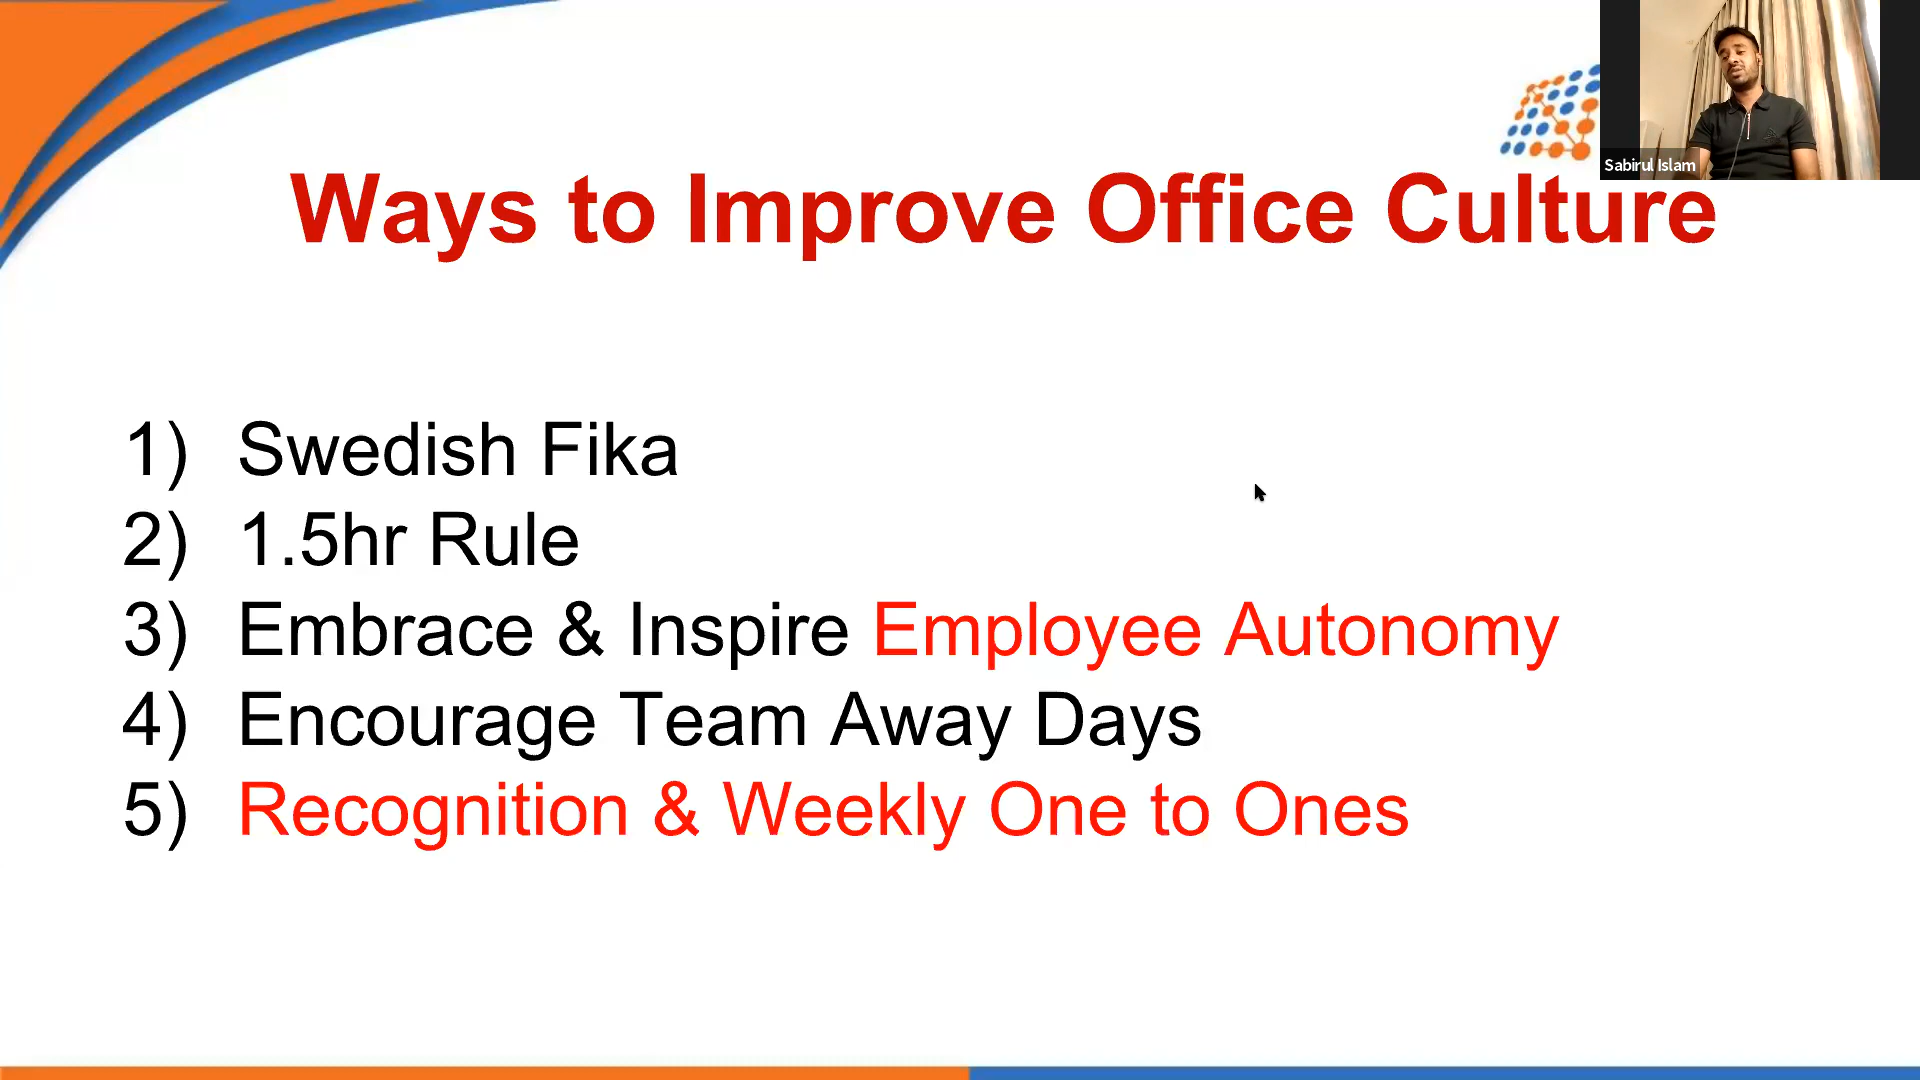 Sabirul Islam
Ways to Improve Office Culture
1) Swedish Fika
2) 1.5hr Rule
3) Embrace & Inspire Employee Autonomy
4) Encourage Team Away Days
5) Recognition & Weekly One to Ones